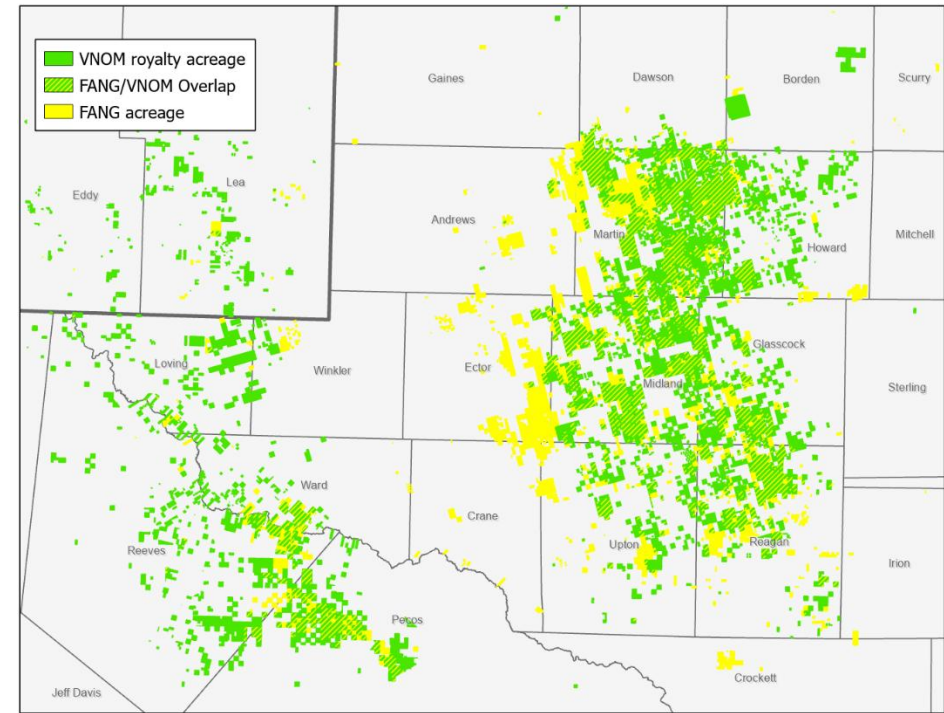 VNOM royalty acreage
FANG/VNOM Overlap
FANG acreage
Gaines
Dawson
Borden
Scurry
Eddy
Lea
Andrews
Martin
Howard
Mitchell
Loving
Winkler
Ector
Midland
Glasscock
Sterling
Ward
Crane
Reeves
Upton
Reagan
Irion
Pecos
Jeff Davis
Crockett